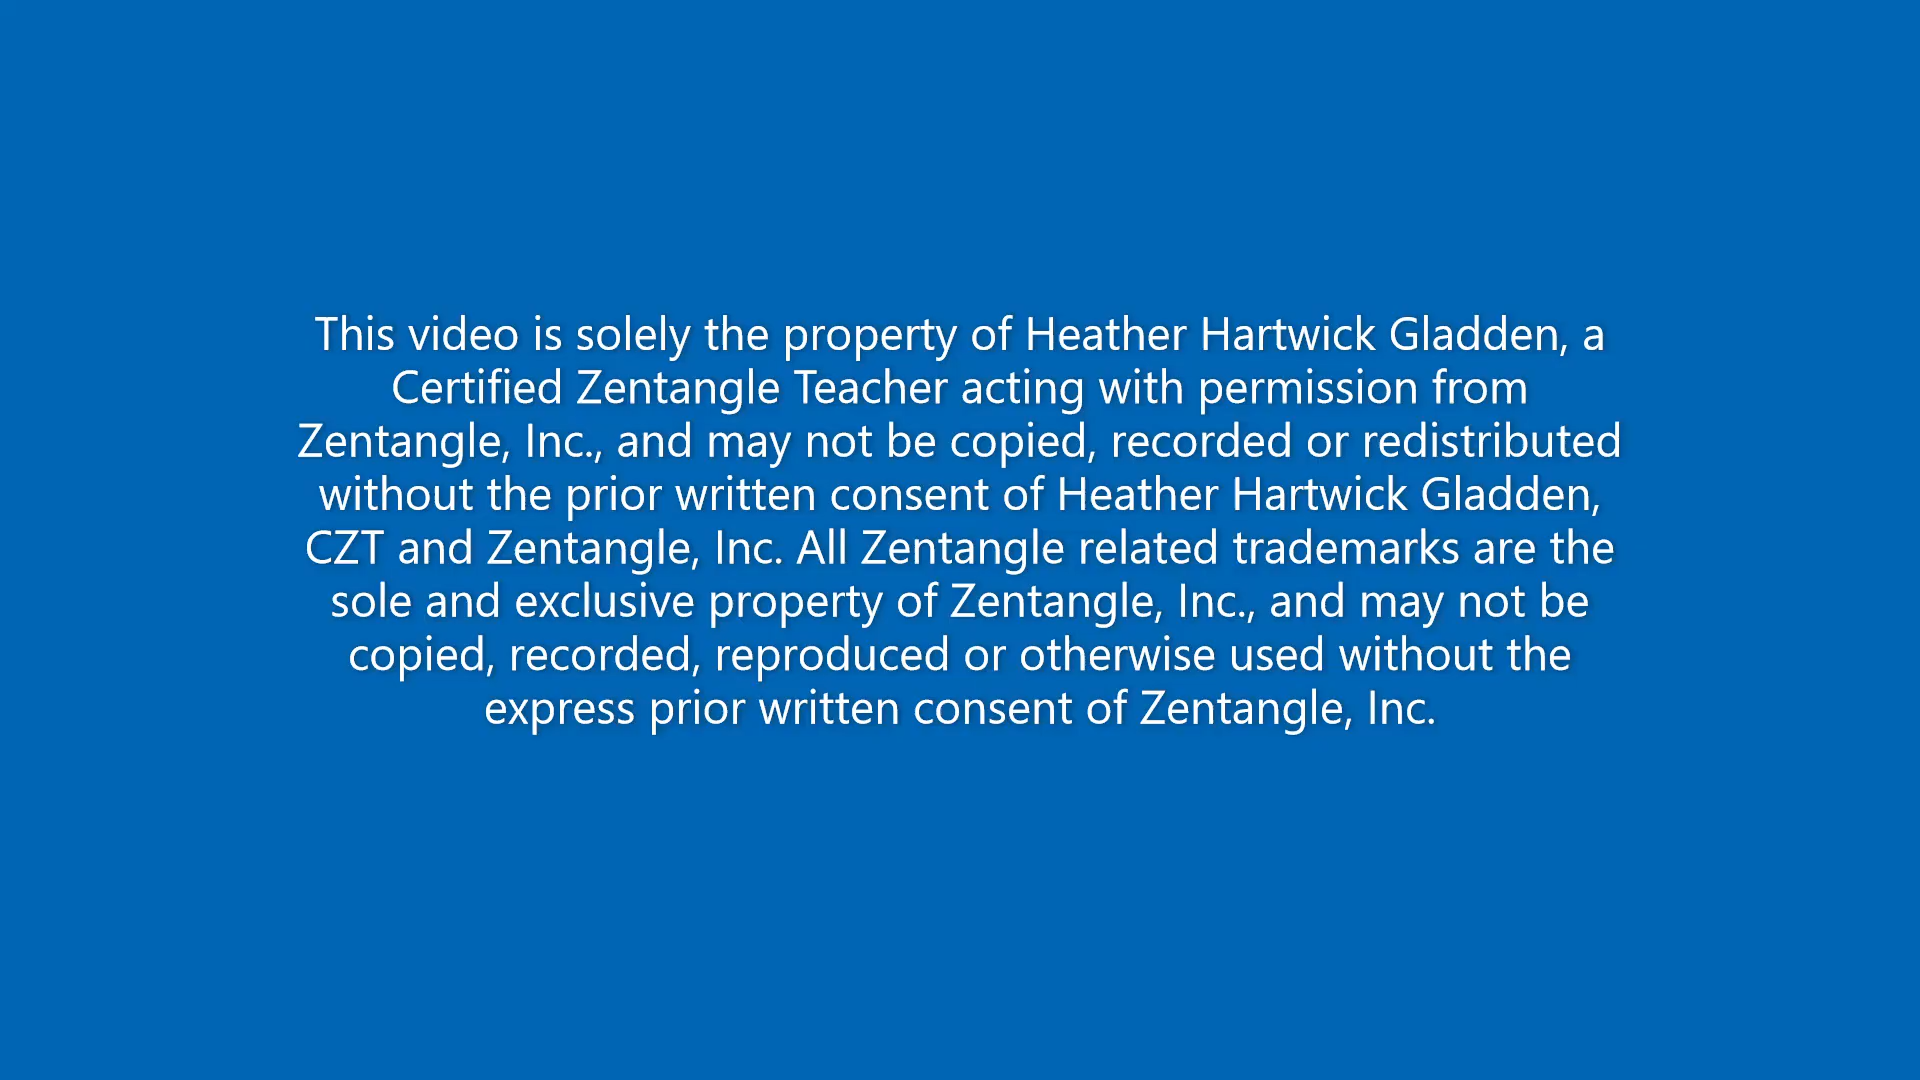 This video is solely the property of Heather Hartwick Gladden, a
Certified Zentangle Teacher acting with permission from
Zentangle, Inc., and may not be copied, recorded or redistributed
without the prior written consent of Heather Hartwick Gladden,
CZT and Zentangle, Inc. All Zentangle related trademarks are the
sole and exclusive property of Zentangle, Inc., and may not be
copied, recorded, reproduced or otherwise used without the
express prior written consent of Zentangle, Inc.